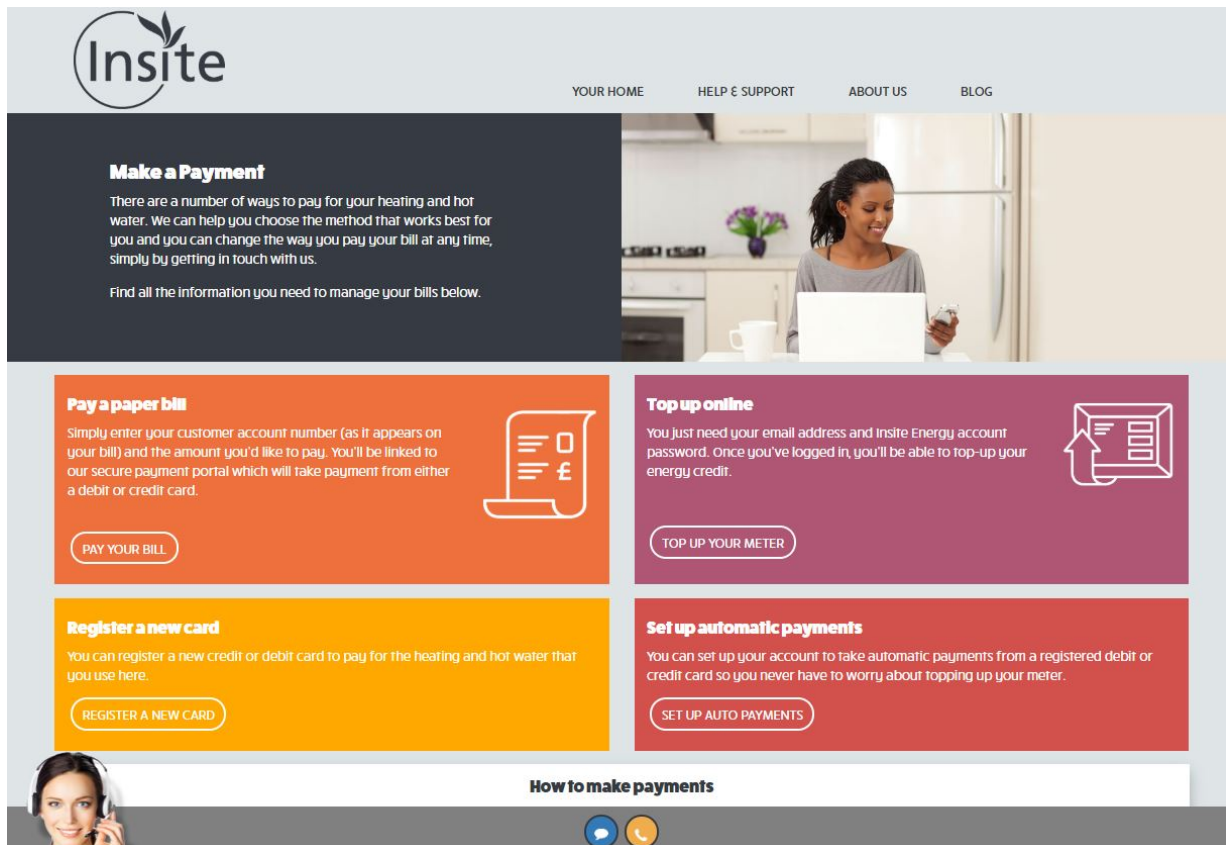 Insite
YOUR HOME HELP & SUPPORT ABOUT US BLOG
Make a Payment
There are a number of ways to pay for your heating and hot
water. We can help you choose the method that works best for
you and you can change the way you pay your bill at any time,
simply by getting in touch with us.
Find all the information you need to manage your bills below.
Pay a paper bill
Simply enter your customer account number (as it appears on
your bill) and the amount you'd like to pay. You'll be linked to
our secure payment portal which will take payment from either
a debit or credit card.
£
PAY YOUR BILL
Top up online
You just need your email address and Insite Energy account
password. Once you've logged in, you'll be able to top-up your
energy credit.
TOP UP YOUR METER
Register a new card
You can register a new credit or debit card to pay for the heating and hot water that
you use here.
REGISTER A NEW CARD
Set up automatic payments
You can set up your account to take automatic payments from a registered debit or
credit card so you never have to worry about topping up your meter.
SET UP AUTO PAYMENTS
How to make payments